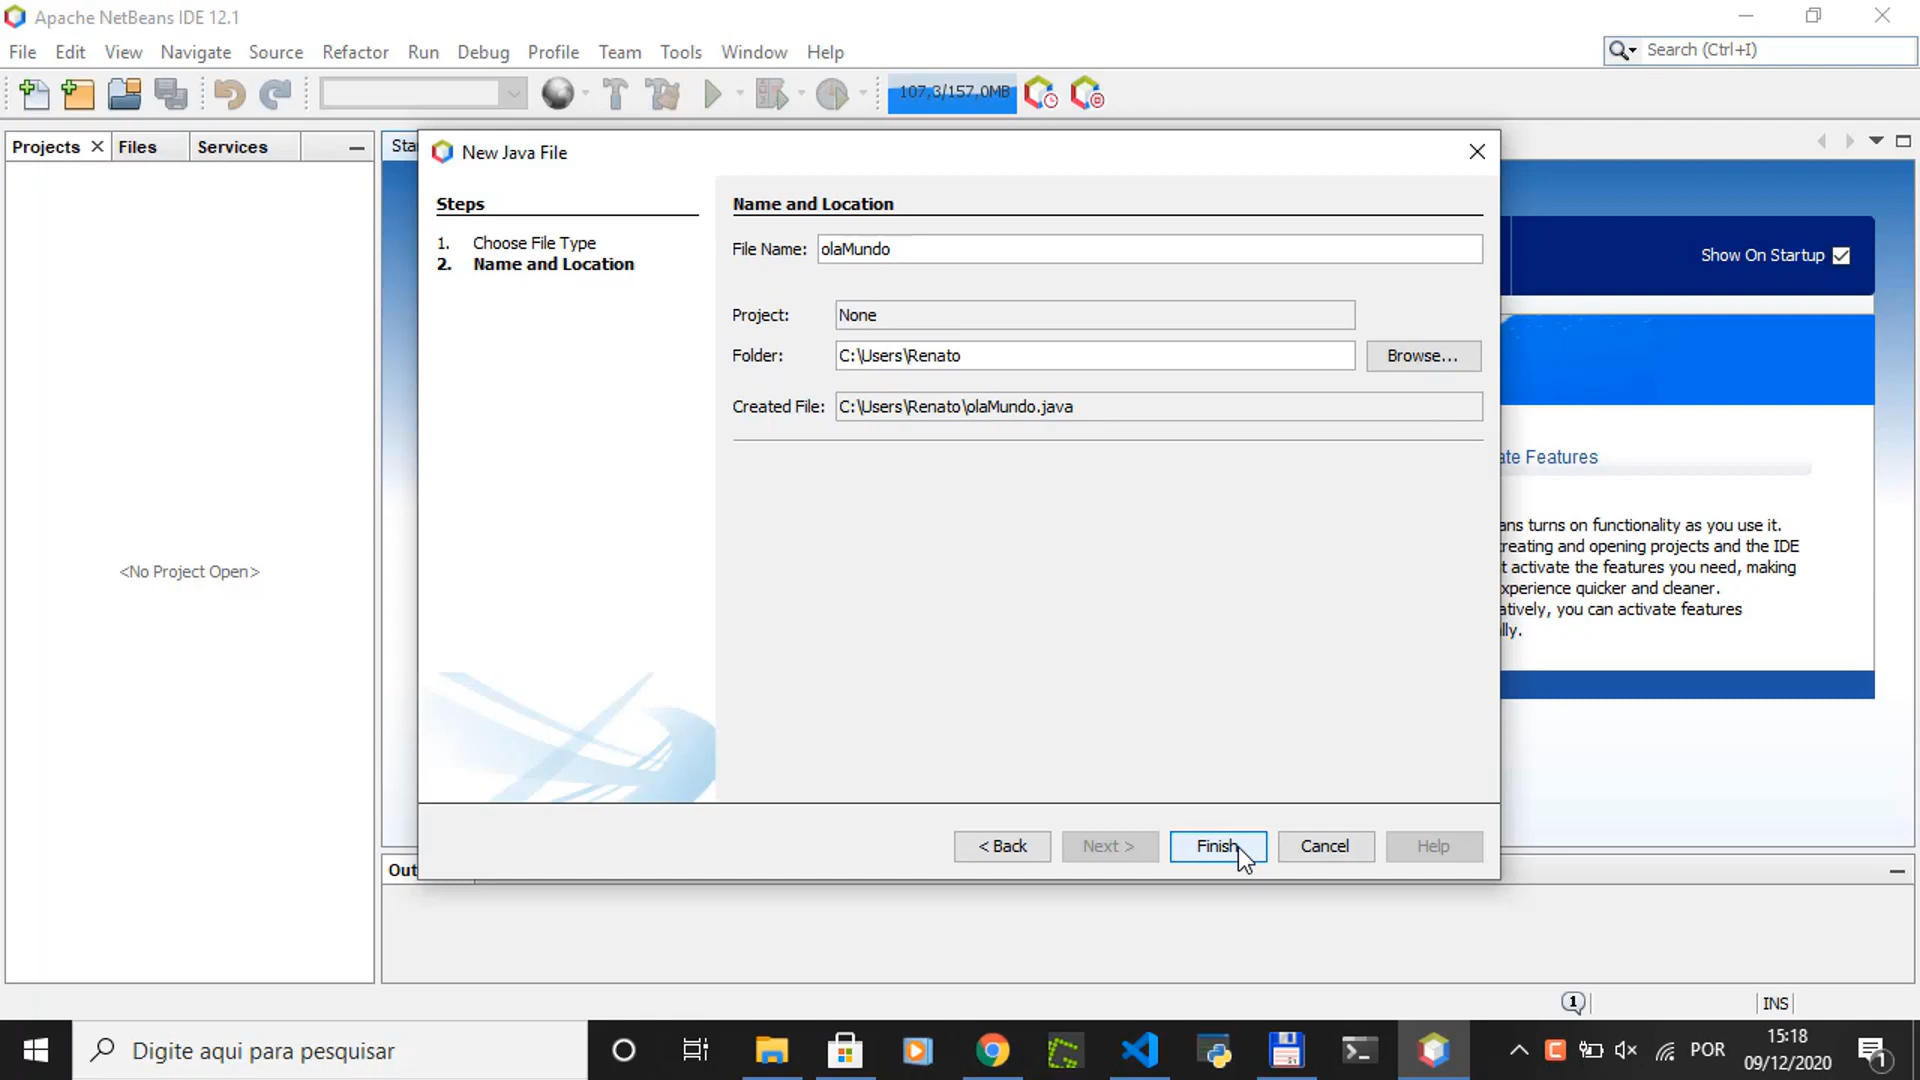 Apache NetBeans IDE 12.1
File Edit View Navigate Source Refactor Run Debug Profile Team Tools Window Help
Search (Ctrl+I)
107,3/157,0MB
Projects Files Services
Sta
New Java File
Steps
1. Choose File Type
2. Name and Location
Name and Location
File Name: olaMundo
Project: None
Folder: C:\Users\Renato
Browse...
Created File: C:\Users\Renato\olaMundo.java
<No Project Open>
Show On Startup
ate Features
ans turns on functionality as you use it.
creating and opening projects and the IDE
t activate the features you need, making
experience quicker and cleaner.
atively, you can activate features
lly.
< Back Next > Finish Cancel Help
Out
1
INS
Digite aqui para pesquisar
POR
15:18
09/12/2020
1